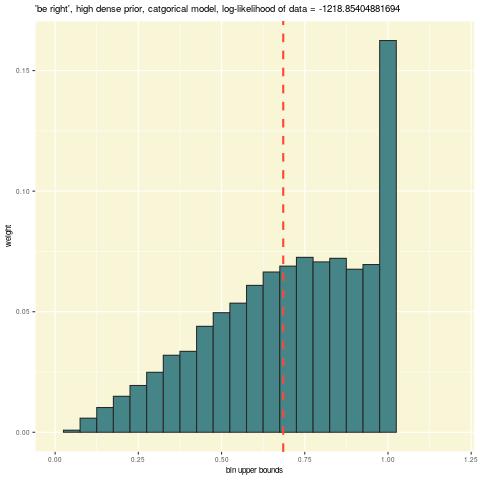 'be right', high dense prior, catgorical model, log-likelihood of data = -1218.85404881694
0.15
0.10
weight
0.05
0.00
0.00 0.25 0.50 0.75 1.00 1.25
bin upper bounds